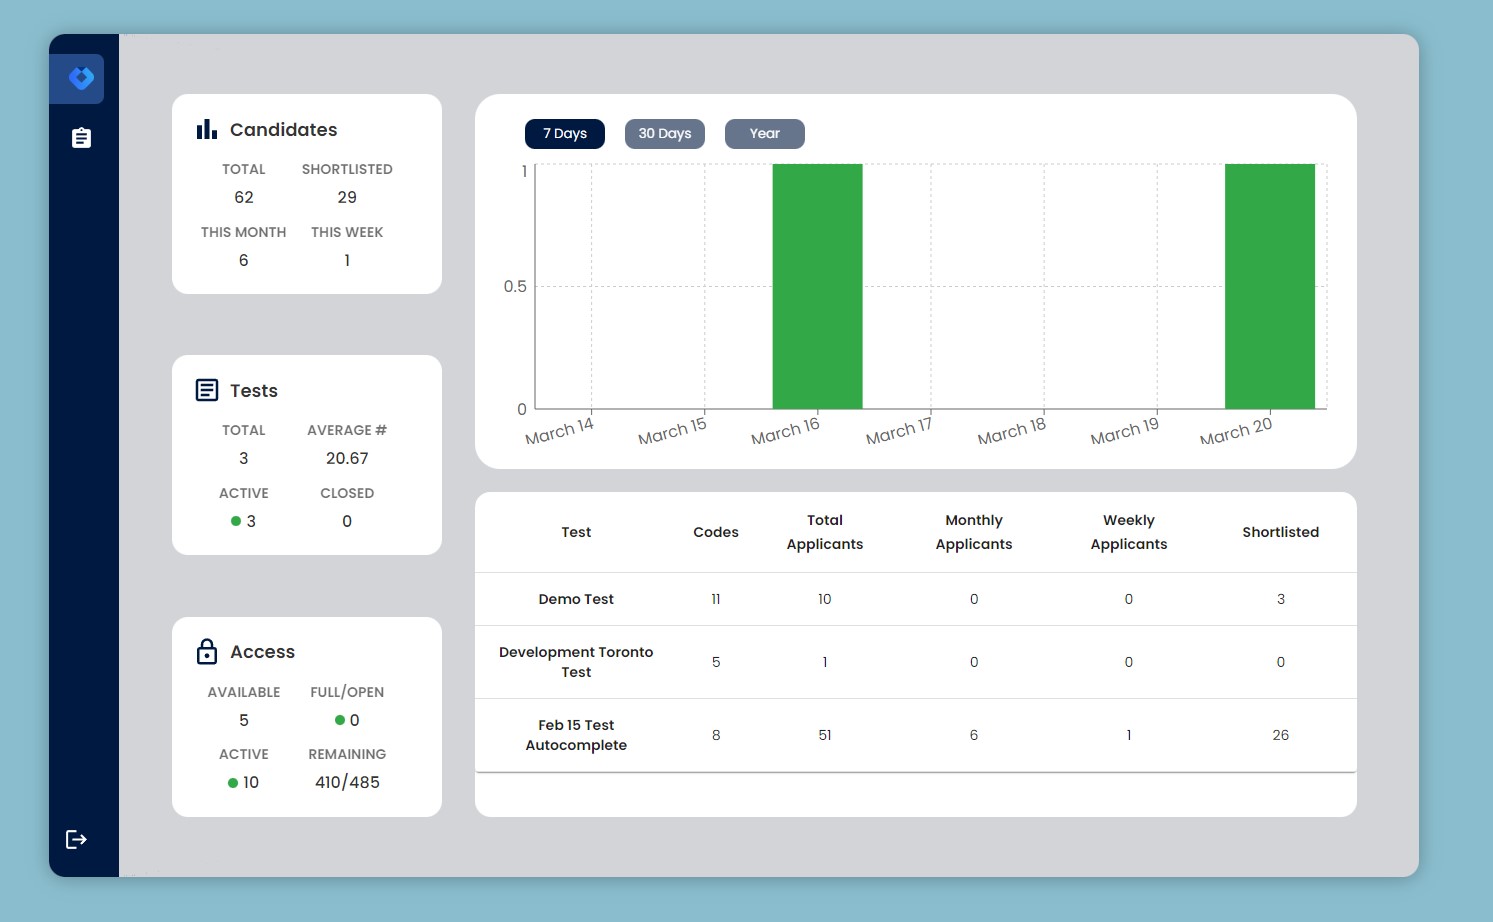 Candidates
TOTAL SHORTLISTED
62 29
THIS MONTH THIS WEEK
6 1
Tests
TOTAL AVERAGE #
3 20.67
ACTIVE CLOSED
3 0
Access
AVAILABLE FULL/OPEN
5 0
ACTIVE REMAINING
10 410/485
7 Days 30 Days Year
1
0.5
0
March 14 March 15 March 16 March 17 March 18 March 19 March 20
Test Codes Total Applicants Monthly Applicants Weekly Applicants Shortlisted
Demo Test 11 10 0 0 3
Development Toronto Test 5 1 0 0 0
Feb 15 Test Autocomplete 8 51 6 1 26